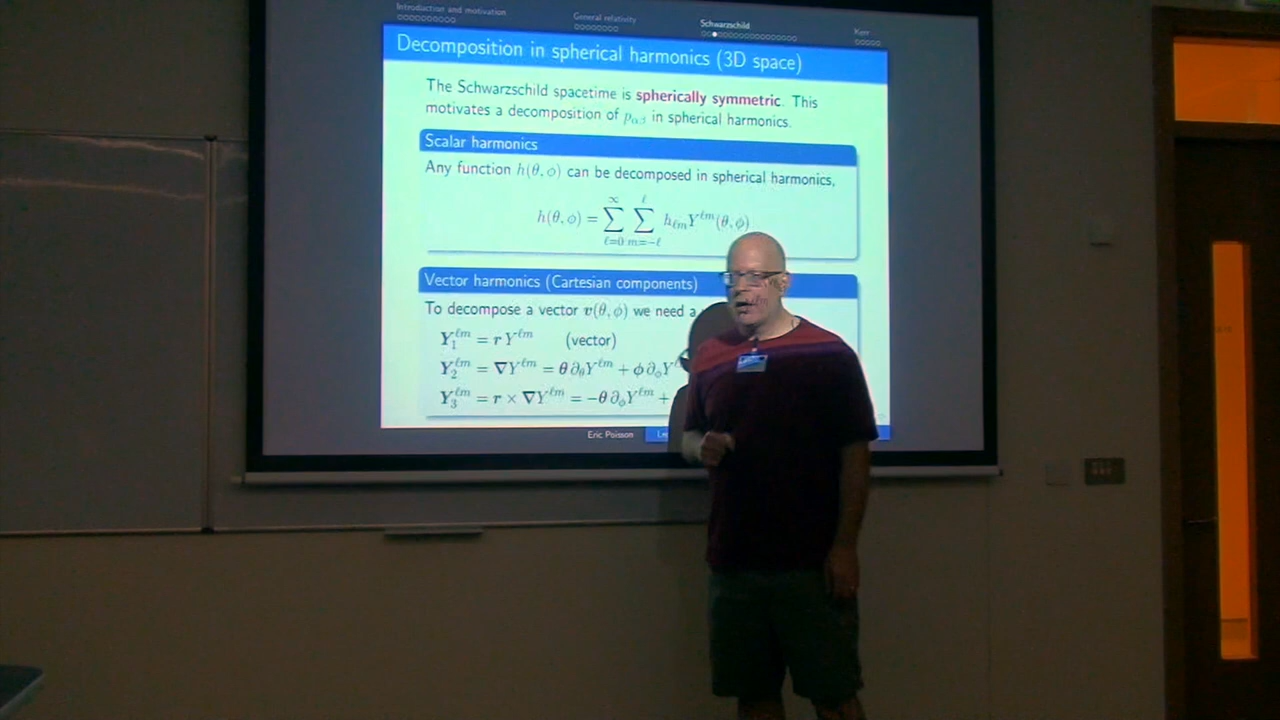 Introduction and motivation
General relativity
Schwarzschild
Kerr
Decomposition in spherical harmonics (3D space)
The Schwarzschild spacetime is spherically symmetric. This
motivates a decomposition of pαβ in spherical harmonics.
Scalar harmonics
Any function h(θ, ϕ) can be decomposed in spherical harmonics,
h(θ, ϕ) = ∑_{ℓ=0}^{∞} ∑_{m=−ℓ}^{ℓ} h_{ℓm} Y^{ℓm}(θ, ϕ)
Vector harmonics (Cartesian components)
To decompose a vector v(θ, ϕ) we need a
Y_1^{ℓm} = r Y^{ℓm} (vector)
Y_2^{ℓm} = ∇Y^{ℓm} = θ ∂_θ Y^{ℓm} + ϕ ∂_ϕ Y
Y_3^{ℓm} = r × ∇Y^{ℓm} = −θ ∂_ϕ Y^{ℓm} +
Eric Poisson